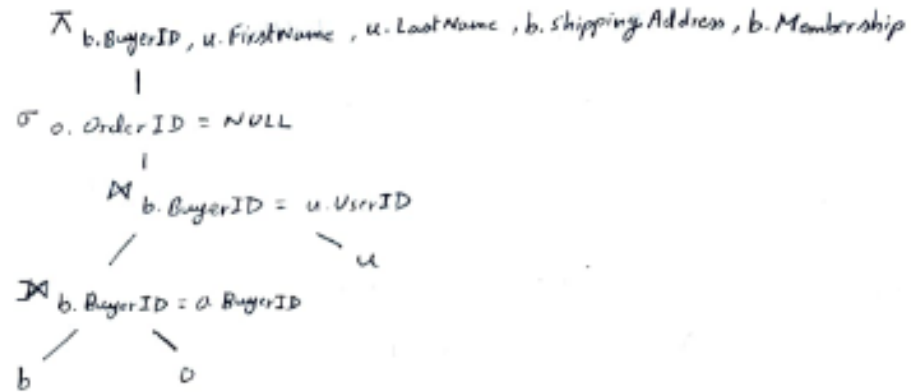 π b.BuyerID, u.FirstName, u.LastName, b.shippingAddress, b.Membership
σ o.OrderID = NULL
⋈ b.BuyerID = u.UserID
u
⟕ b.BuyerID = o.BuyerID
b o